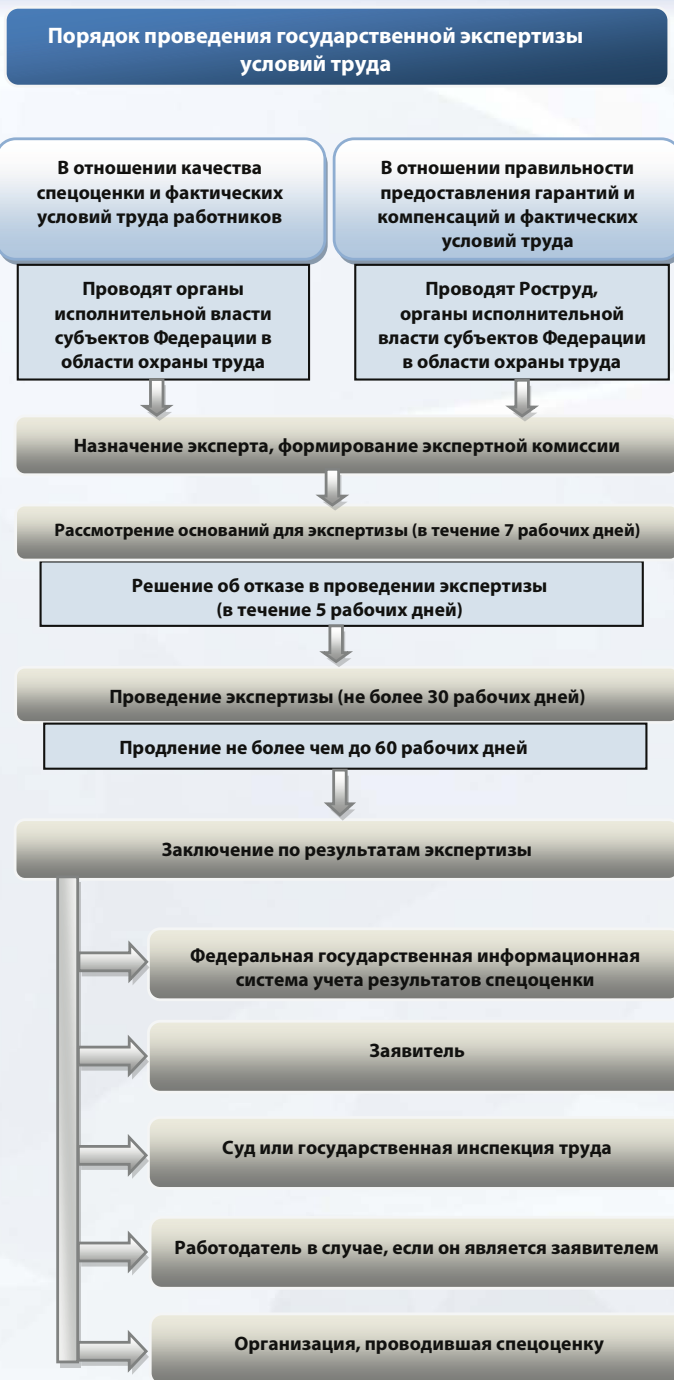 Порядок проведения государственной экспертизы
условий труда
В отношении качества
спецоценки и фактических
условий труда работников
В отношении правильности
предоставления гарантий и
компенсаций и фактических
условий труда
Проводят органы
исполнительной власти
субъектов Федерации в
области охраны труда
Проводят Роструд,
органы исполнительной
власти субъектов Федерации
в области охраны труда
Назначение эксперта, формирование экспертной комиссии
Рассмотрение оснований для экспертизы (в течение 7 рабочих дней)
Решение об отказе в проведении экспертизы
(в течение 5 рабочих дней)
Проведение экспертизы (не более 30 рабочих дней)
Продление не более чем до 60 рабочих дней
Заключение по результатам экспертизы
Федеральная государственная информационная
система учета результатов спецоценки
Заявитель
Суд или государственная инспекция труда
Работодатель в случае, если он является заявителем
Организация, проводившая спецоценку